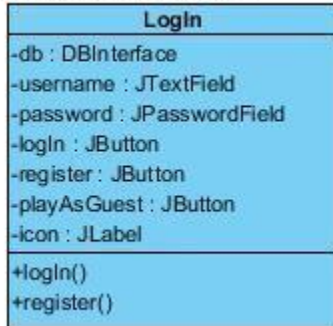 LogIn
-db : DBInterface
-username : JTextField
-password : JPasswordField
-logIn : JButton
-register : JButton
-playAsGuest : JButton
-icon : JLabel
+logIn()
+register()